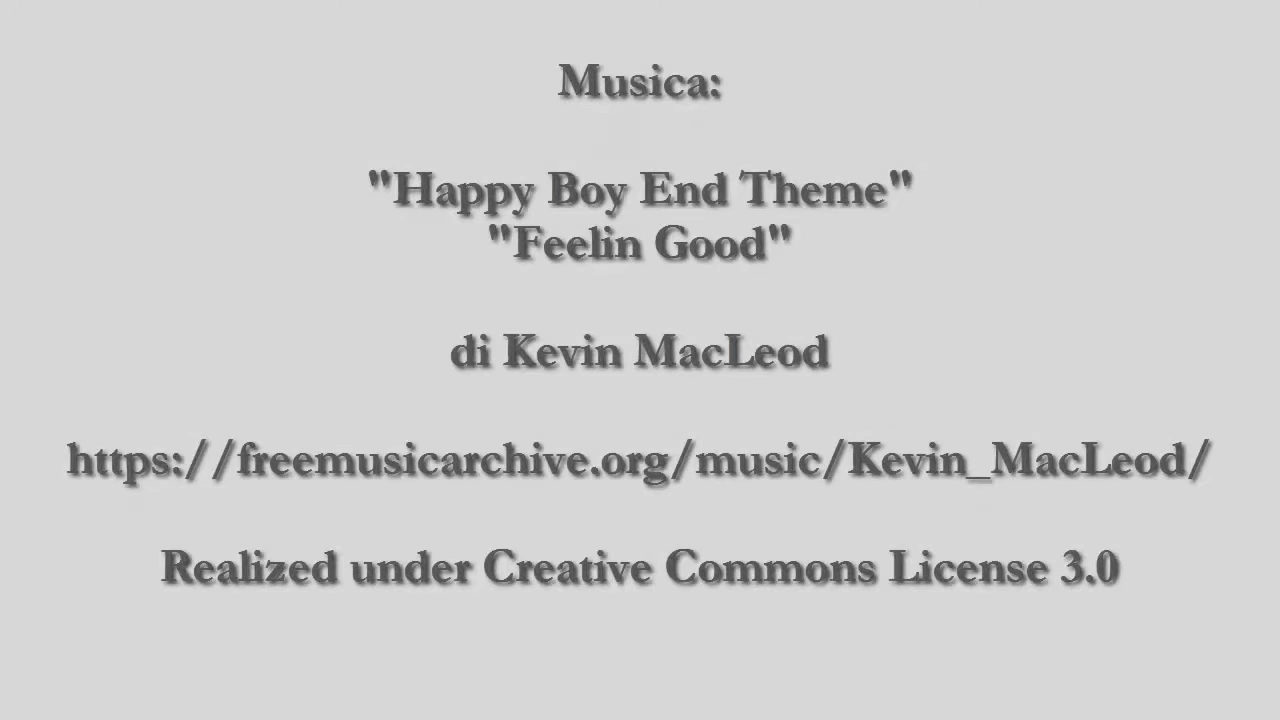 Musica:
"Happy Boy End Theme"
"Feelin Good"
di Kevin MacLeod
https://freemusicarchive.org/music/Kevin_MacLeod/
Realized under Creative Commons License 3.0